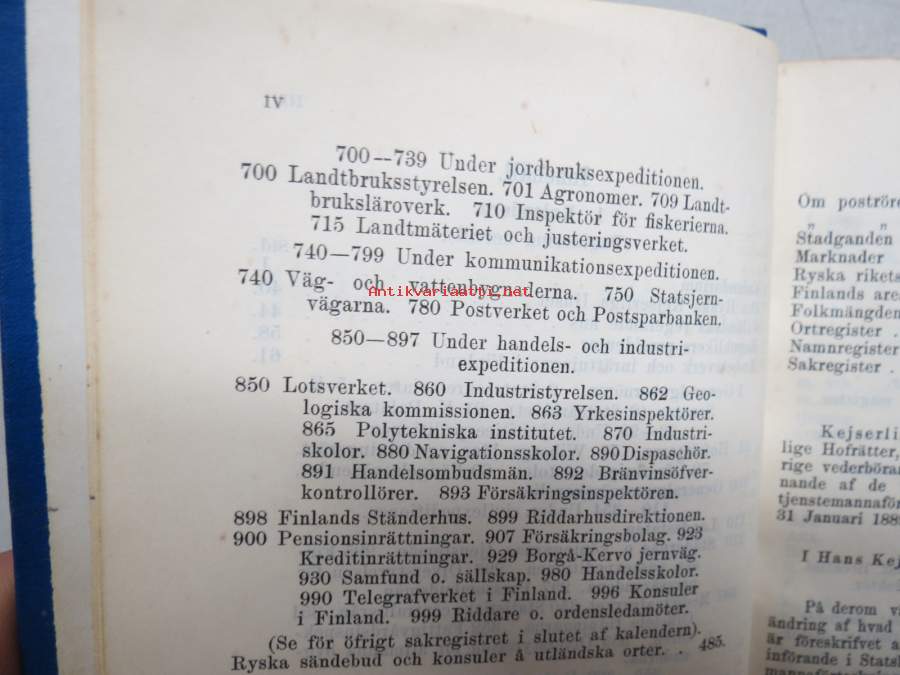 IV
700—739 Under jordbruksexpeditionen.
700 Landtbruksstyrelsen. 701 Agronomer. 709 Landt-
bruksläroverk. 710 Inspektör för fiskerierna.
715 Landtmäteriet och justeringsverket.
740—799 Under kommunikationsexpeditionen.
740 Väg- och vattenbygnaderna. 750 Statsjern-
vägarna. 780 Postverket och Postsparbanken.
850—897 Under handels- och industri-
expeditionen.
850 Lotsverket. 860 Industristyrelsen. 862 Geo-
logiska kommissionen. 863 Yrkesinspektörer.
865 Polytekniska institutet. 870 Industri-
skolor. 880 Navigationsskolor. 890 Dispaschör.
891 Handelsombudsmän. 892 Bränvinsöfver-
kontrollörer. 893 Försäkringsinspektören.
898 Finlands Ständerhus. 899 Riddarhusdirektionen.
900 Pensionsinrättningar. 907 Försäkringsbolag. 923
Kreditinrättningar. 929 Borgå-Kervo jernväg.
930 Samfund o. sällskap. 980 Handelsskolor.
990 Telegrafverket i Finland. 996 Konsuler
i Finland. 999 Riddare o. ordensledamöter.
(Se för öfrigt sakregistret i slutet af kalendern).
Ryska sändebud och konsuler å utländska orter. . 485.
Antikvariaatti.net
Om poströre
„ „
Stadganden
Marknader
Ryska rikets
Finlands are
Folkmängden
Ortregister
Namnregister
Sakregister .
Kejserli
lige Hofrätter,
rige vederböran
nande af de
tjenstemannaför
31 Januari 188
I Hans Kej
På derom v
ändring af hvad
är föreskrifvet a
införande i Stats